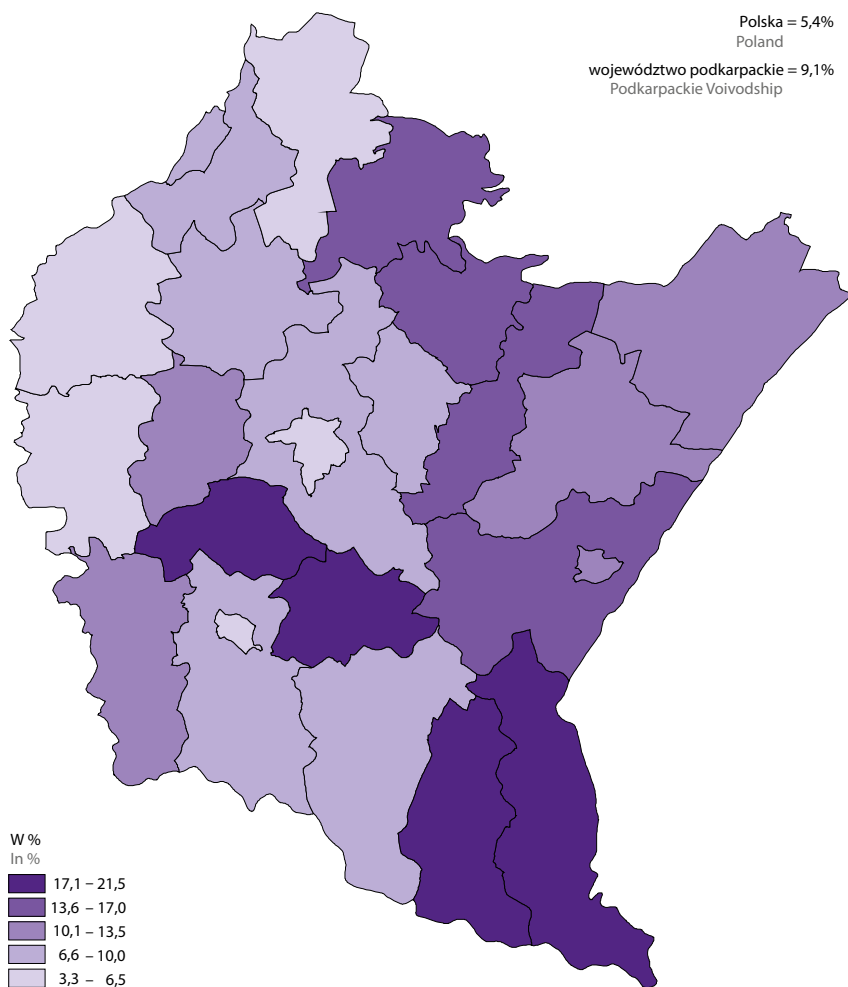 Polska = 5,4%
Poland
województwo podkarpackie = 9,1%
Podkarpackie Voivodship
W %
In %
17,1 – 21,5
13,6 – 17,0
10,1 – 13,5
6,6 – 10,0
3,3 – 6,5